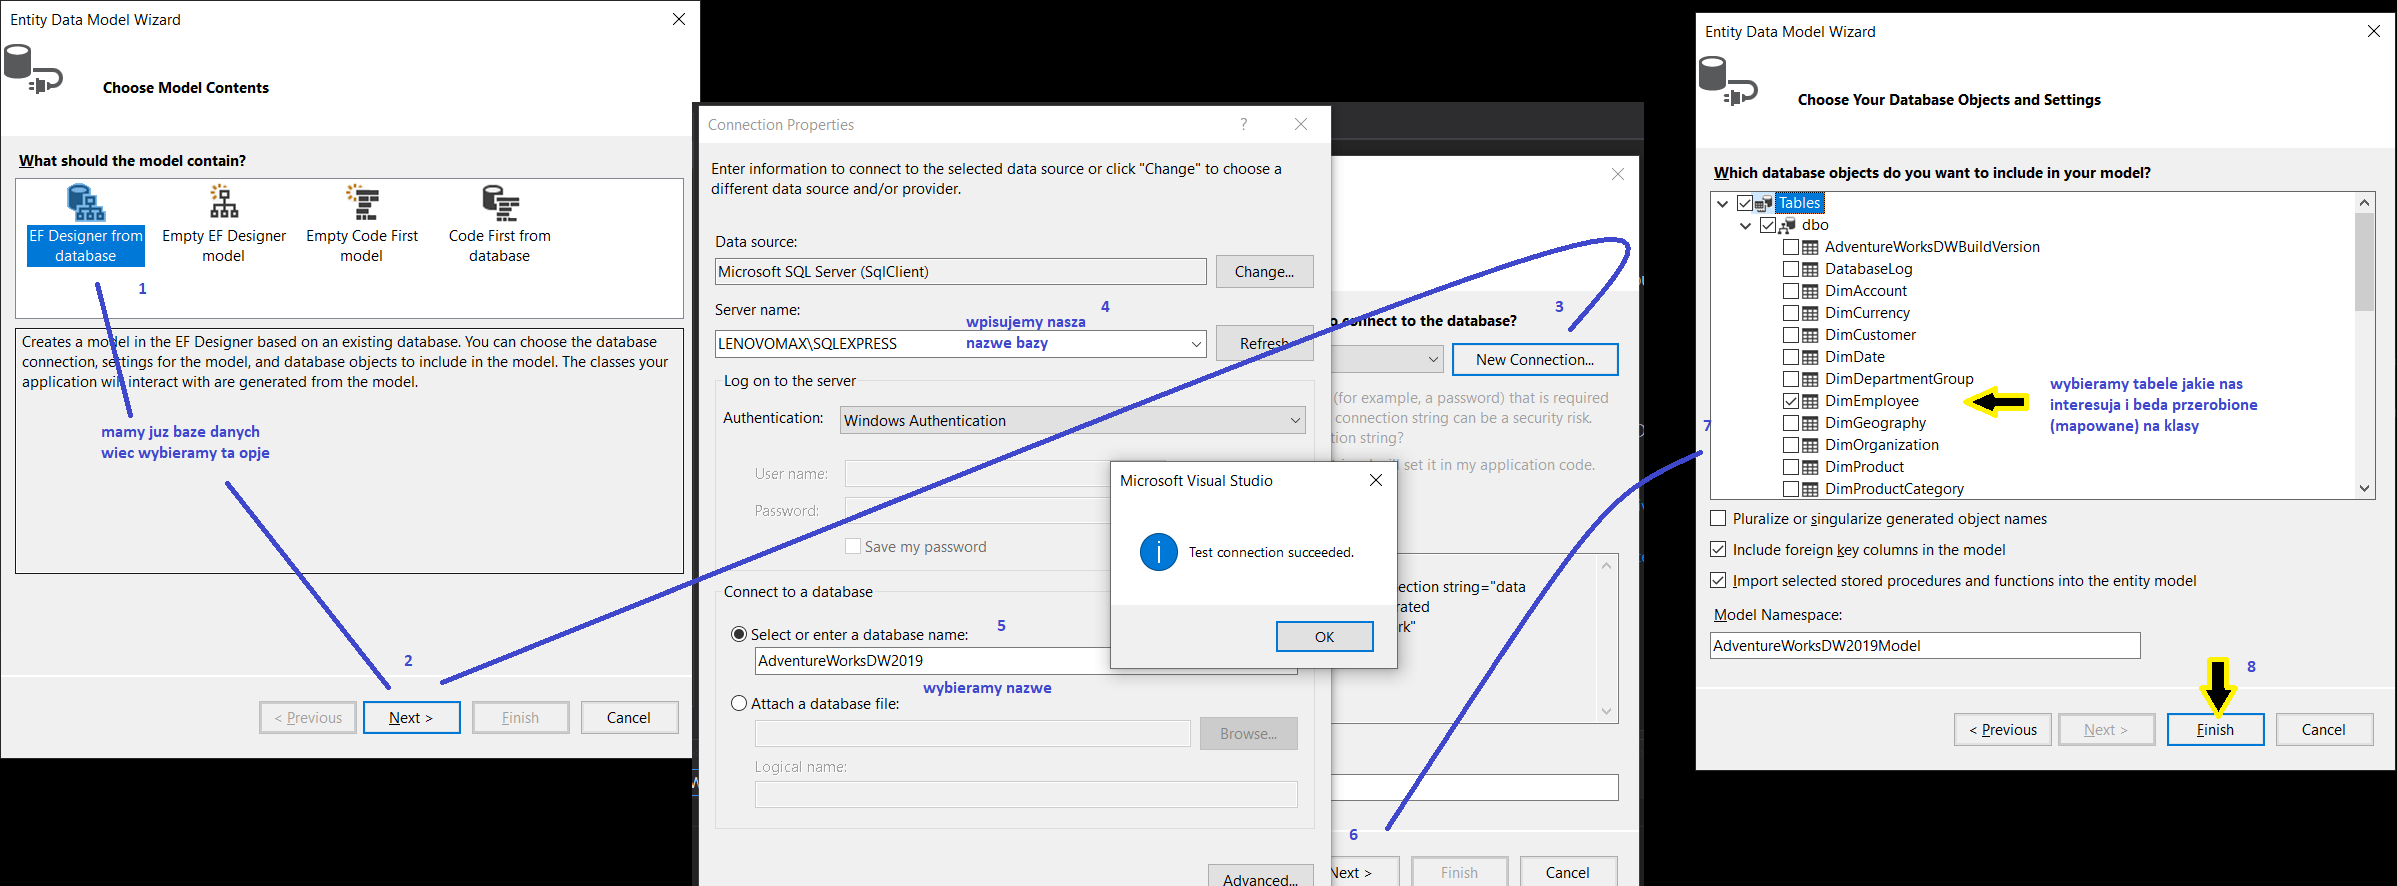 Entity Data Model Wizard
Choose Model Contents
What should the model contain?
EF Designer from
database
Empty EF Designer
model
Empty Code First
model
Code First from
database
1
Creates a model in the EF Designer based on an existing database. You can choose the database
connection, settings for the model, and database objects to include in the model. The classes your
application will interact with are generated from the model.
mamy juz baze danych
wiec wybieramy ta opje
2
< Previous
Next >
Finish
Cancel
Connection Properties
?
Enter information to connect to the selected data source or click "Change" to choose a
different data source and/or provider.
Data source:
Microsoft SQL Server (SqlClient)
Change...
Server name:
4
wpisujemy nasza
nazwe bazy
LENOVOMAX\SQLEXPRESS
Refresh
Log on to the server
Authentication:
Windows Authentication
User name:
Password:
Save my password
Connect to a database
Select or enter a database name:
5
AdventureWorksDW2019
wybieramy nazwe
Attach a database file:
Browse...
Logical name:
Advanced...
Microsoft Visual Studio
Test connection succeeded.
OK
3
connect to the database?
New Connection...
(for example, a password) that is required
connection string can be a security risk.
tion string?
set it in my application code.
ection string="data
rated
rk"
6
Next >
Finish
Cancel
Entity Data Model Wizard
Choose Your Database Objects and Settings
Which database objects do you want to include in your model?
Tables
dbo
AdventureWorksDWBuildVersion
DatabaseLog
DimAccount
DimCurrency
DimCustomer
DimDate
DimDepartmentGroup
DimEmployee
DimGeography
DimOrganization
DimProduct
DimProductCategory
wybieramy tabele jakie nas
interesuja i beda przerobione
(mapowane) na klasy
7
Pluralize or singularize generated object names
Include foreign key columns in the model
Import selected stored procedures and functions into the entity model
Model Namespace:
AdventureWorksDW2019Model
8
< Previous
Next >
Finish
Cancel